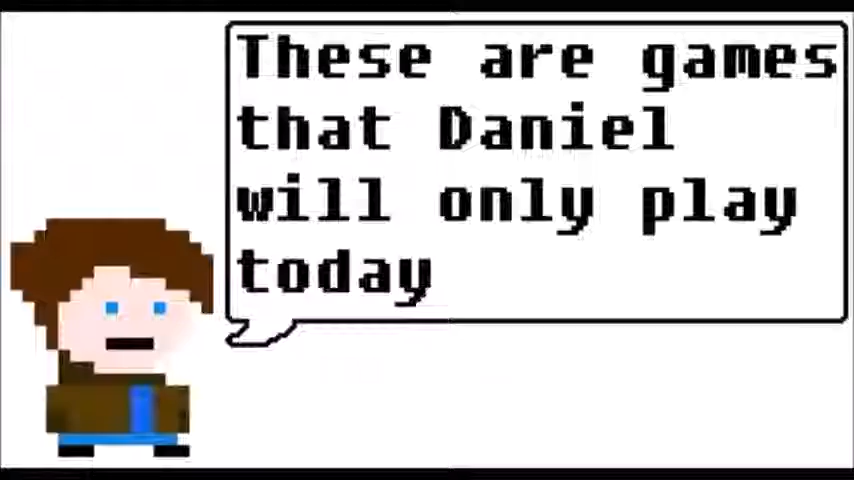 These are games
that Daniel
will only play
today